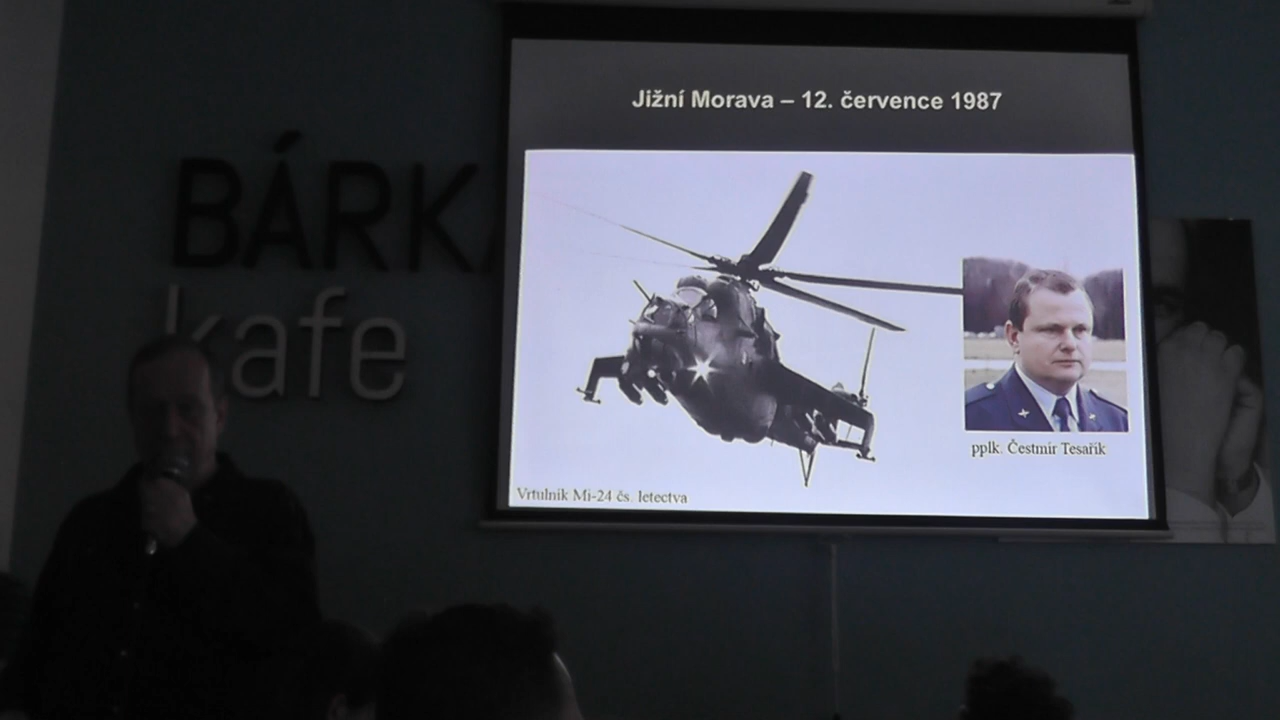 Jižní Morava – 12. července 1987
BÁRKA
kafe
pplk. Čestmír Tesařík
Vrtulník Mi-24 čs. letectva